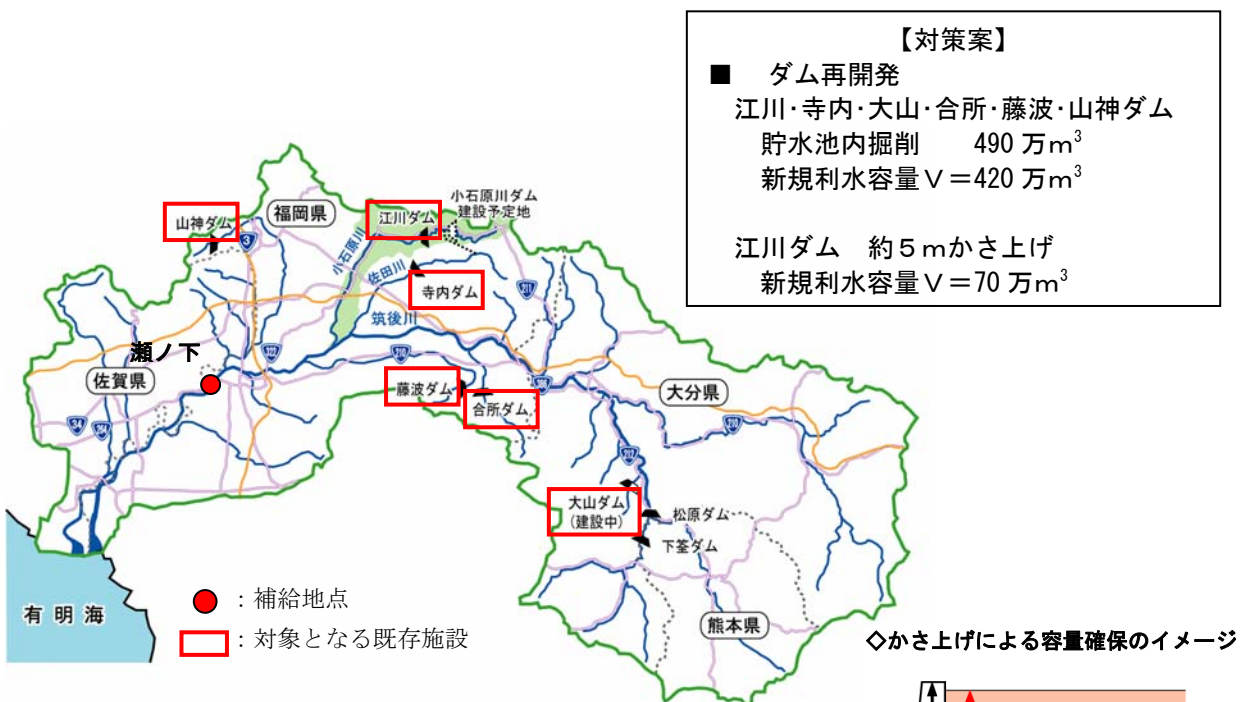 【対策案】
■ ダム再開発
江川・寺内・大山・合所・藤波・山神ダム
貯水池内掘削 490 万m³
新規利水容量V=420 万m³
江川ダム 約5mかさ上げ
新規利水容量V=70 万m³
小石原川ダム
建設予定地
山神ダム
福岡県
江川ダム
3
小石原川
佐田川
211
寺内ダム
筑後川
瀬ノ下
322
210
佐賀県
藤波ダム
386
大分県
合所ダム
34
210
212
大山ダム
(建設中)
松原ダム
下筌ダム
有明海
:補給地点
熊本県
:対象となる既存施設
◇かさ上げによる容量確保のイメージ